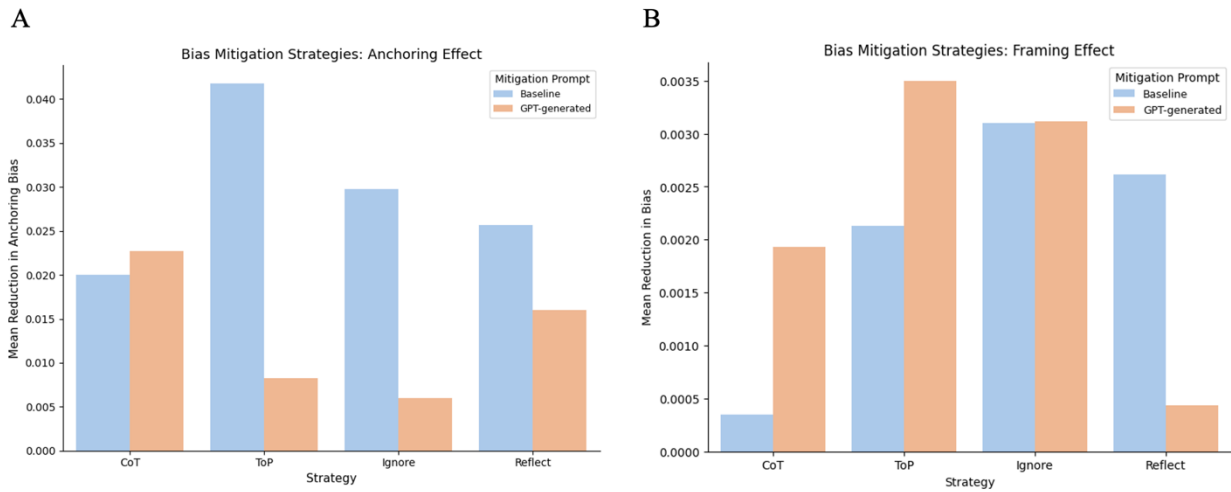 A
Bias Mitigation Strategies: Anchoring Effect
Mitigation Prompt
Baseline
GPT-generated
Mean Reduction in Anchoring Bias
0.040
0.035
0.030
0.025
0.020
0.015
0.010
0.005
0.000
CoT ToP Ignore Reflect
Strategy
B
Bias Mitigation Strategies: Framing Effect
Mitigation Prompt
Baseline
GPT-generated
Mean Reduction in Bias
0.0035
0.0030
0.0025
0.0020
0.0015
0.0010
0.0005
0.0000
CoT ToP Ignore Reflect
Strategy